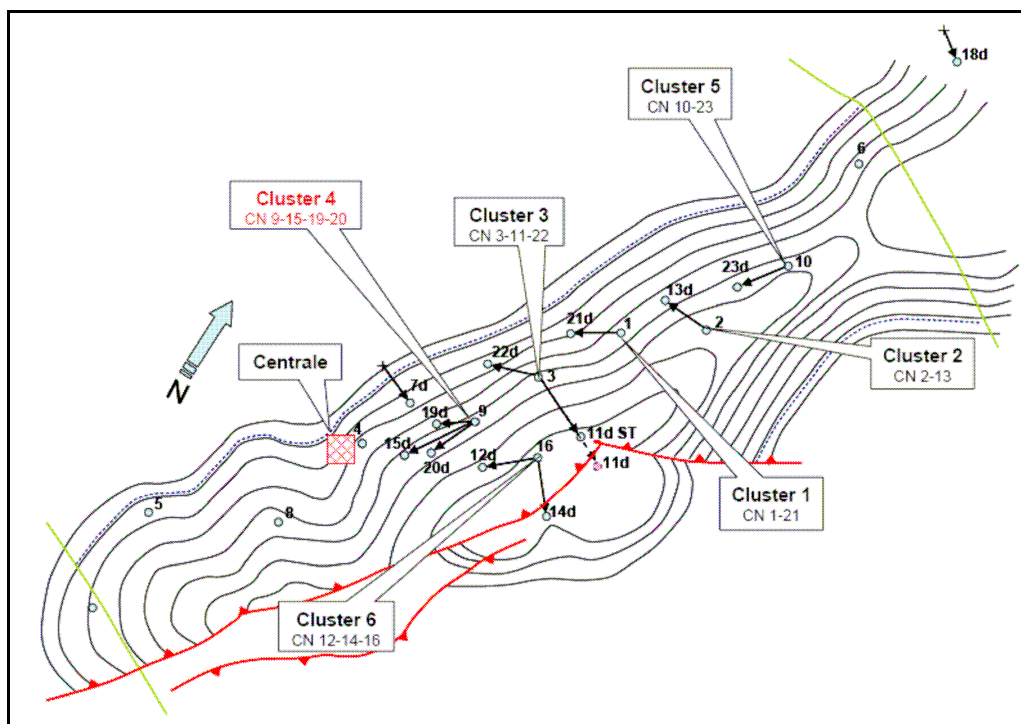 18d
Cluster 5
CN 10-23
6
Cluster 4
CN 9-15-19-20
Cluster 3
CN 3-11-22
10
23d
13d
21d
1
2
Cluster 2
CN 2-13
Centrale
22d
3
7d
N
19d
9
4
15d
20d
11d ST
16
12d
11d
Cluster 1
CN 1-21
5
8
14d
Cluster 6
CN 12-14-16